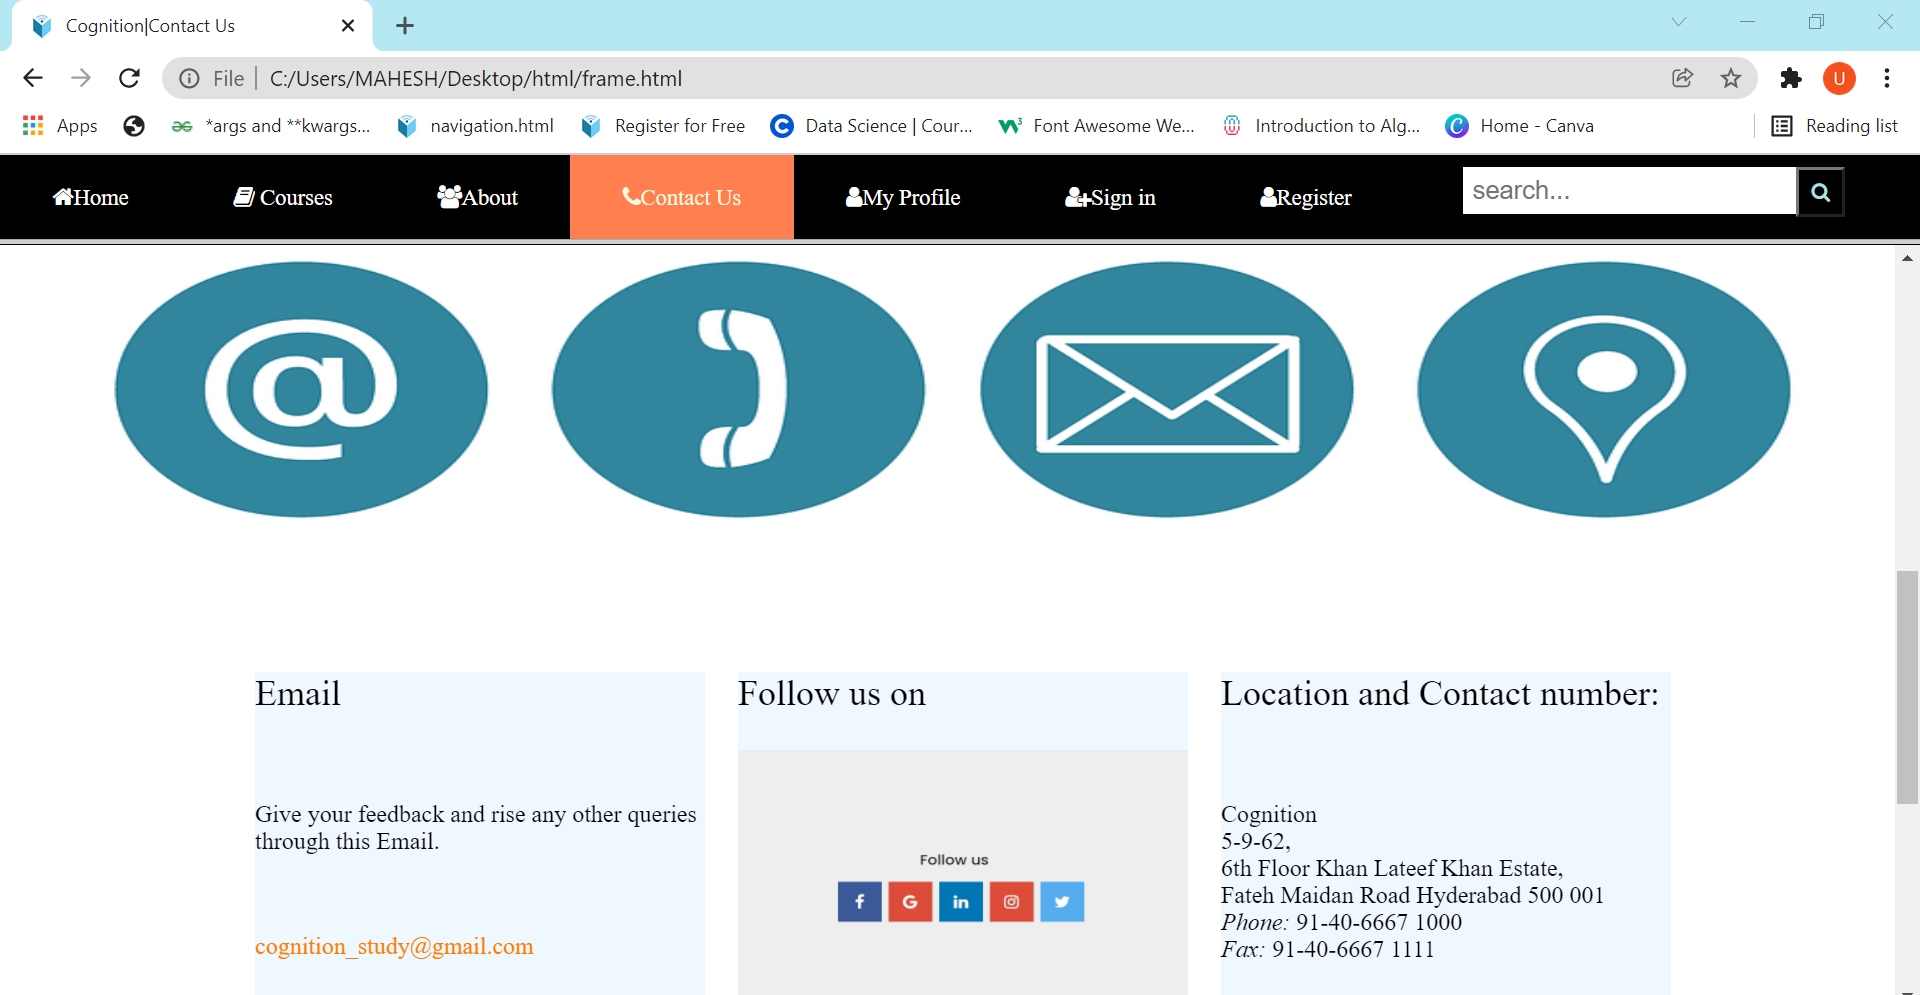 Cognition|Contact Us
File | C:/Users/MAHESH/Desktop/html/frame.html
U
Apps
*args and **kwargs...
navigation.html
Register for Free
Data Science | Cour...
Font Awesome We...
Introduction to Alg...
Home - Canva
Reading list
Home
Courses
About
Contact Us
My Profile
Sign in
Register
search...
@
Email
Give your feedback and rise any other queries
through this Email.
cognition_study@gmail.com
Follow us on
Follow us
f G in
Location and Contact number:
Cognition
5-9-62,
6th Floor Khan Lateef Khan Estate,
Fateh Maidan Road Hyderabad 500 001
Phone: 91-40-6667 1000
Fax: 91-40-6667 1111